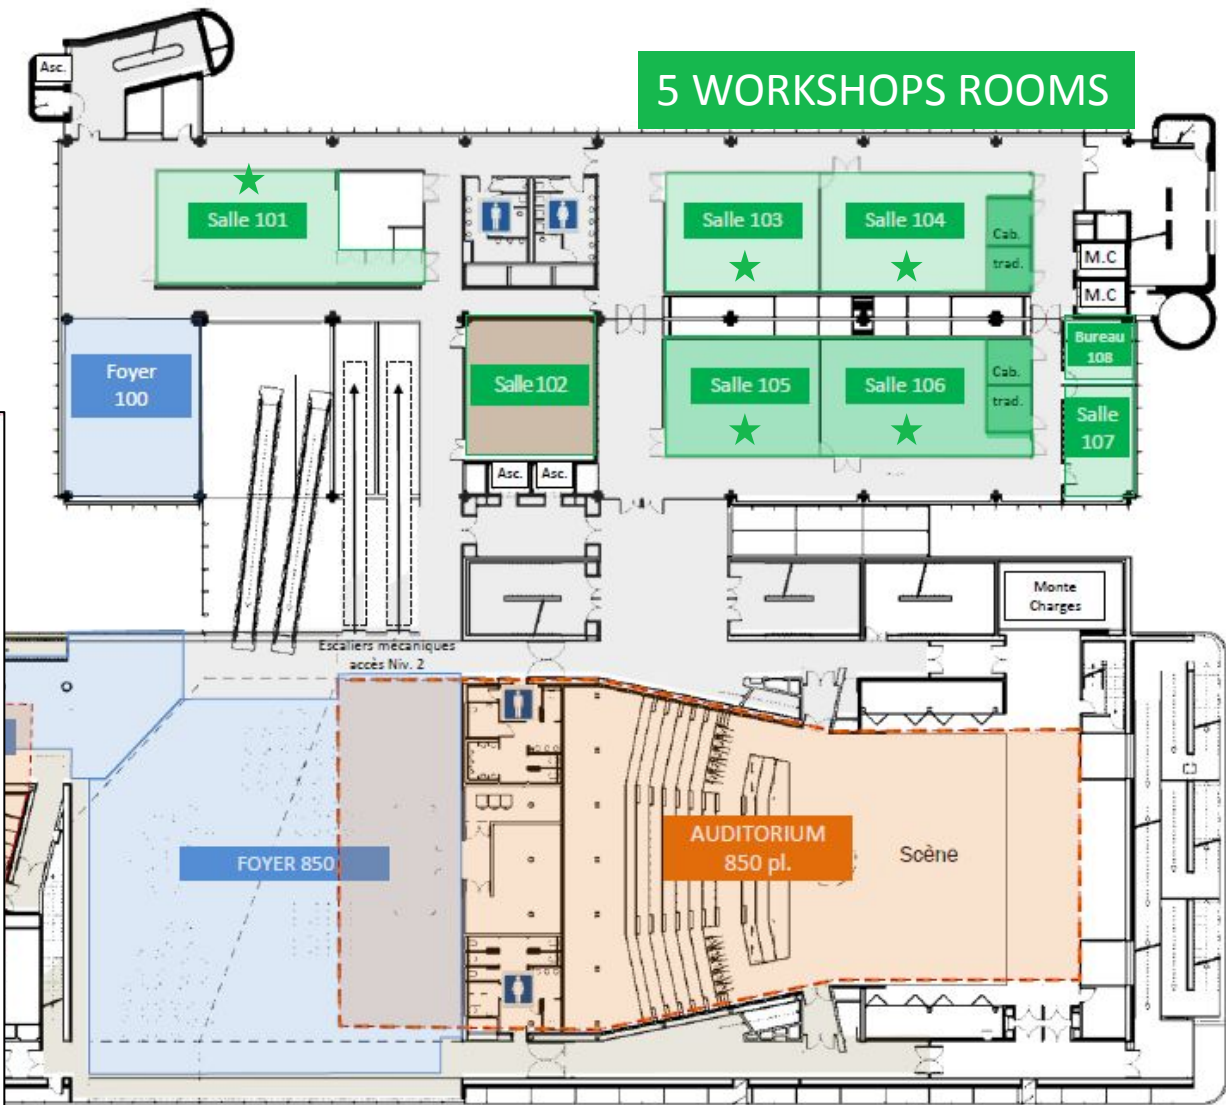 5 WORKSHOPS ROOMS
Asc.
Salle 101
Salle 103
Salle 104
Cab.
trad.
M.C
M.C
Foyer
100
Salle 102
Salle 105
Salle 106
Cab.
trad.
Bureau
108
Salle
107
Asc.
Asc.
Monte
Charges
Escaliers mécaniques
accès Niv. 2
FOYER 850
AUDITORIUM
850 pl.
Scène